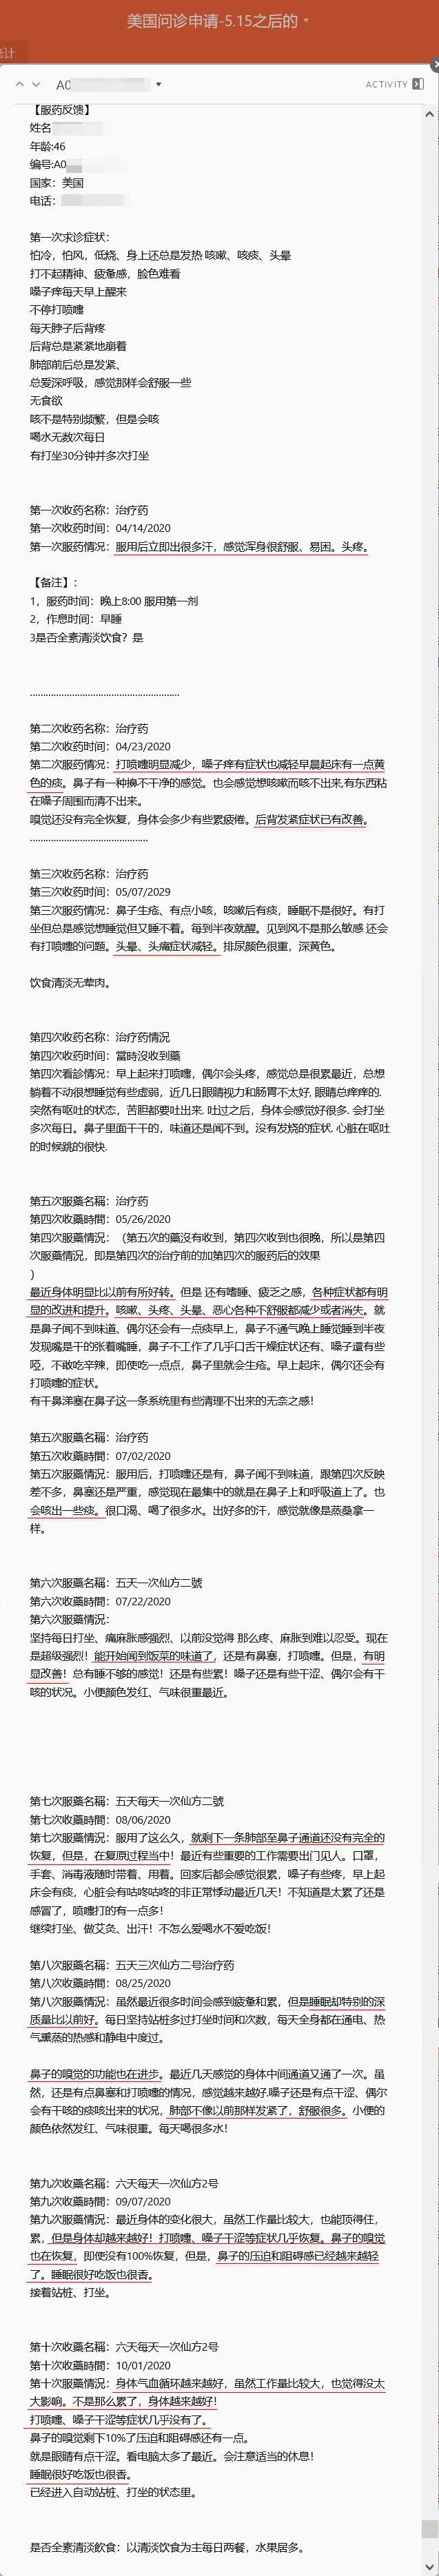 美国问诊申请-5.15之后的
统计
A0
ACTIVITY
【服药反馈】
姓名
年龄:46
编号:A0
国家：美国
电话：
第一次求诊症状：
怕冷，怕风，低烧、身上还总是发热 咳嗽、咳痰、头晕
打不起精神、疲惫感，脸色难看
嗓子痒每天早上醒来
不停打喷嚏
每天脖子后背疼
后背总是紧紧地崩着
肺部前后总是发紧、
总爱深呼吸，感觉那样会舒服一些
无食欲
咳不是特别频繁，但是会咳
喝水无数次每日
有打坐30分钟并多次打坐
第一次收药名称：治疗药
第一次收药时间：04/14/2020
第一次服药情况：服用后立即出很多汗，感觉浑身很舒服、易困。头疼。
【备注】：
1，服药时间：晚上8:00 服用第一剂
2，作息时间：早睡
3是否全素清淡饮食？是
........................................................
第二次收药名称：治疗药
第二次收药时间：04/23/2020
第二次服药情况：打喷嚏明显减少，嗓子痒有症状也减轻早晨起床有一点黄
色的痰。鼻子有一种擤不干净的感觉。也会感觉想咳嗽而咳不出来,有东西粘
在嗓子周围而清不出来。
嗅觉还没有完全恢复，身体会多少有些累疲倦。后背发紧症状已有改善。
............................................
第三次收药名称：治疗药
第三次收药时间：05/07/2029
第三次服药情况：鼻子生疮、有点小咳，咳嗽后有痰，睡眠不是很好。有打
坐但总是感觉想睡觉但又睡不着。每到半夜就醒。见到风不是那么敏感 还会
有打喷嚏的问题。头晕、头痛症状减轻。排尿颜色很重，深黄色。
饮食清淡无荤肉。
第四次收药名称：治疗药情况
第四次收药时间：當時沒收到藥
第四次看診情况：早上起来打喷嚏，偶尔会头疼，感觉总是很累最近，总想
躺着不动很想睡觉有些虚弱，近几日眼睛视力和肠胃不太好, 眼睛总痒痒的.
突然有呕吐的状态，苦胆都要吐出来. 吐过之后，身体会感觉好很多. 会打坐
多次每日。鼻子里面干干的，味道还是闻不到。没有发烧的症状. 心脏在呕吐
的时候跳的很快.
第五次服藥名稱：治疗药
第四次收藥時間：05/26/2020
第四次服藥情况：（第五次的藥沒有收到，第四次收到也很晚，所以是第四
次服藥情況，即是第四次的治疗前的加第四次的服药后的效果
）
最近身体明显比以前有所好转。但是 还有嗜睡、疲乏之感，各种症状都有明
显的改进和提升。咳嗽、头疼、头晕、恶心各种不舒服都减少或者消失。就
是鼻子闻不到味道、偶尔还会有一点痰早上，鼻子不通气晚上睡觉睡到半夜
发现嘴是干的张着嘴睡，鼻子不工作了几乎口舌干燥症状还有、嗓子還有些
啞，不敢吃辛辣，即使吃一点点，鼻子里就会生疮。早上起床，偶尔还会有
打喷嚏的症状。
有干鼻涕塞在鼻子这一条系统里有些清理不出来的无奈之感！
第五次服藥名稱：治疗药
第五次收藥時間：07/02/2020
第五次服藥情况：服用后，打喷嚏还是有，鼻子闻不到味道，跟第四次反映
差不多，鼻塞还是严重，感觉现在最集中的就是在鼻子上和呼吸道上了。也
会咳出一些痰。很口渴、喝了很多水。出好多的汗，感觉就像是蒸桑拿一
样。
第六次服藥名稱：五天一次仙方二號
第六次收藥時間：07/22/2020
第六次服藥情况：
坚持每日打坐、痛麻胀感强烈、以前没觉得 那么疼、麻胀到难以忍受。现在
是超级强烈！能开始闻到饭菜的味道了，还是有鼻塞，打喷嚏。但是，有明
显改善！总有睡不够的感觉！还是有些累！嗓子还是有些干涩、偶尔会有干
咳的状况。小便颜色发红、气味很重最近。
第七次服藥名稱：五天每天一次仙方二號
第七次收藥時間：08/06/2020
第七次服藥情况：服用了这么久，就剩下一条肺部至鼻子通道还没有完全的
恢复，但是，在复原过程当中！最近有些重要的工作需要出门见人。口罩，
手套、消毒液随时带着、用着。回家后都会感觉很累，嗓子有些疼，早上起
床会有痰，心脏会有咕咚咕咚的非正常悸动最近几天！不知道是太累了还是
感冒了，喷嚏打的有一点多！
继续打坐、做艾灸、出汗！不怎么爱喝水不爱吃饭！
第八次服藥名稱：五天三次仙方二号治疗药
第八次收藥時間：08/25/2020
第八次服藥情况：虽然最近很多时间会感到疲惫和累，但是睡眠却特别的深
质量比以前好。每日坚持站桩多过打坐时间和次数，每天全身都在通电、热
气熏蒸的热感和静电中度过。
鼻子的嗅觉的功能也在进步。最近几天感觉的身体中间通道又通了一次。虽
然，还是有点鼻塞和打喷嚏的情况，感觉越来越好.嗓子还是有点干涩、偶尔
会有干咳的痰咳出来的状况，肺部不像以前那样发紧了，舒服很多。小便的
颜色依然发红、气味很重。每天喝很多水！
第九次收藥名稱：六天每天一次仙方2号
第九次收藥時間：09/07/2020
第九次服藥情况：最近身体的变化很大，虽然工作量比较大，也能顶得住，
累，但是身体却越来越好！打喷嚏、嗓子干涩等症状几乎恢复。鼻子的嗅觉
也在恢复，即使没有100%恢复，但是，鼻子的压迫和阻碍感已经越来越轻
了。睡眠很好吃饭也很香。
接着站桩、打坐。
第十次收藥名稱：六天每天一次仙方2号
第十次收藥時間：10/01/2020
第十次服藥情况：身体气血循环越来越好，虽然工作量比较大，也觉得没太
大影响。不是那么累了，身体越来越好！
打喷嚏、嗓子干涩等症状几乎没有了。
鼻子的嗅觉剩下10%了压迫和阻碍感还有一点。
就是眼睛有点干涩。看电脑太多了最近。会注意适当的休息！
睡眠很好吃饭也很香。
已经进入自动站桩、打坐的状态里。
是否全素清淡飲食：以清淡饮食为主每日两餐，水果居多。